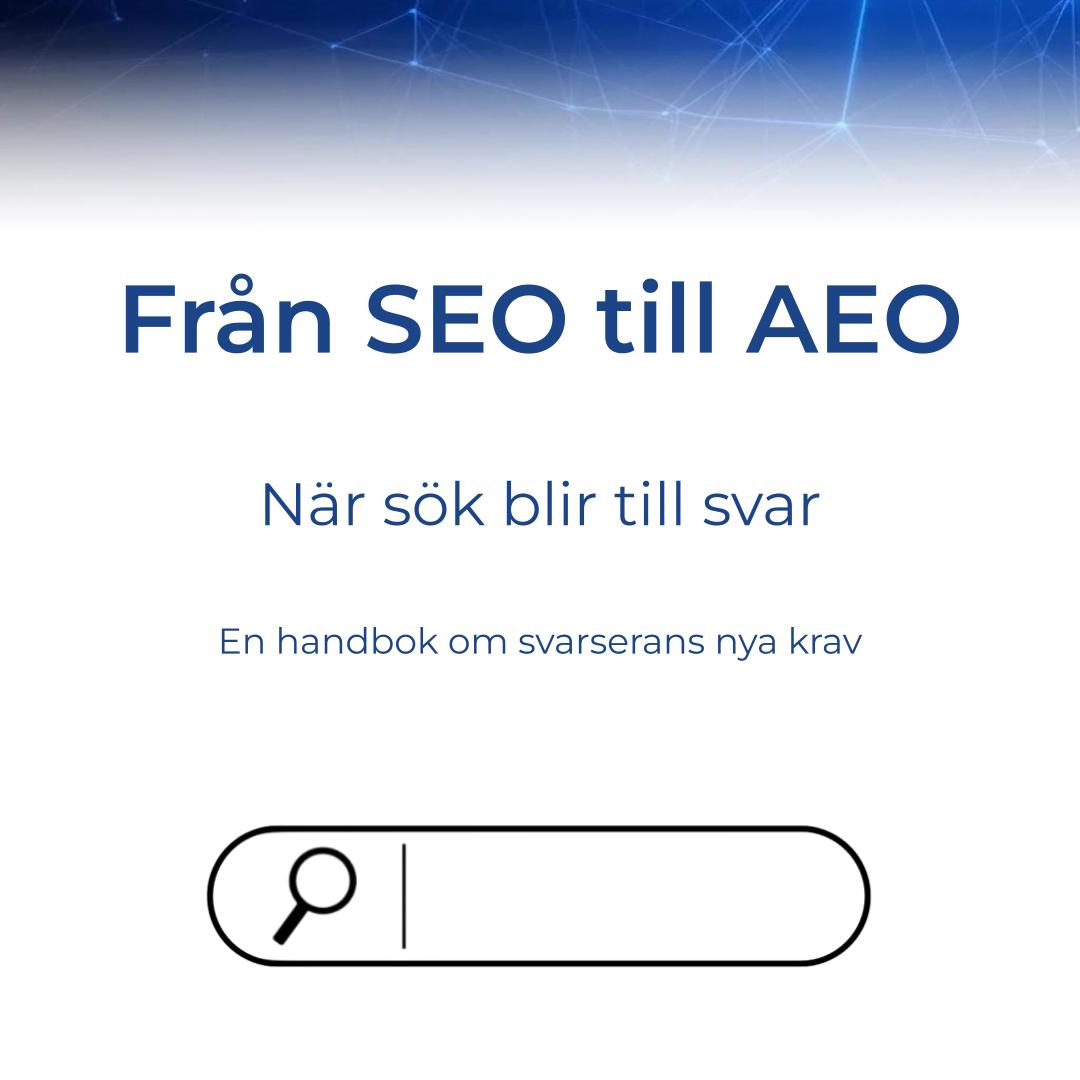 Från SEO till AEO
När sök blir till svar
En handbok om svarserans nya krav